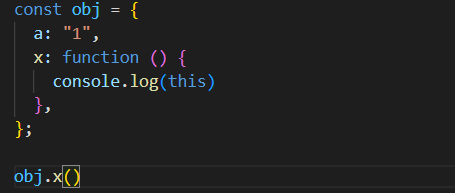 const obj = {
  a: "1",
  x: function () {
    console.log(this)
  },
};

obj.x()